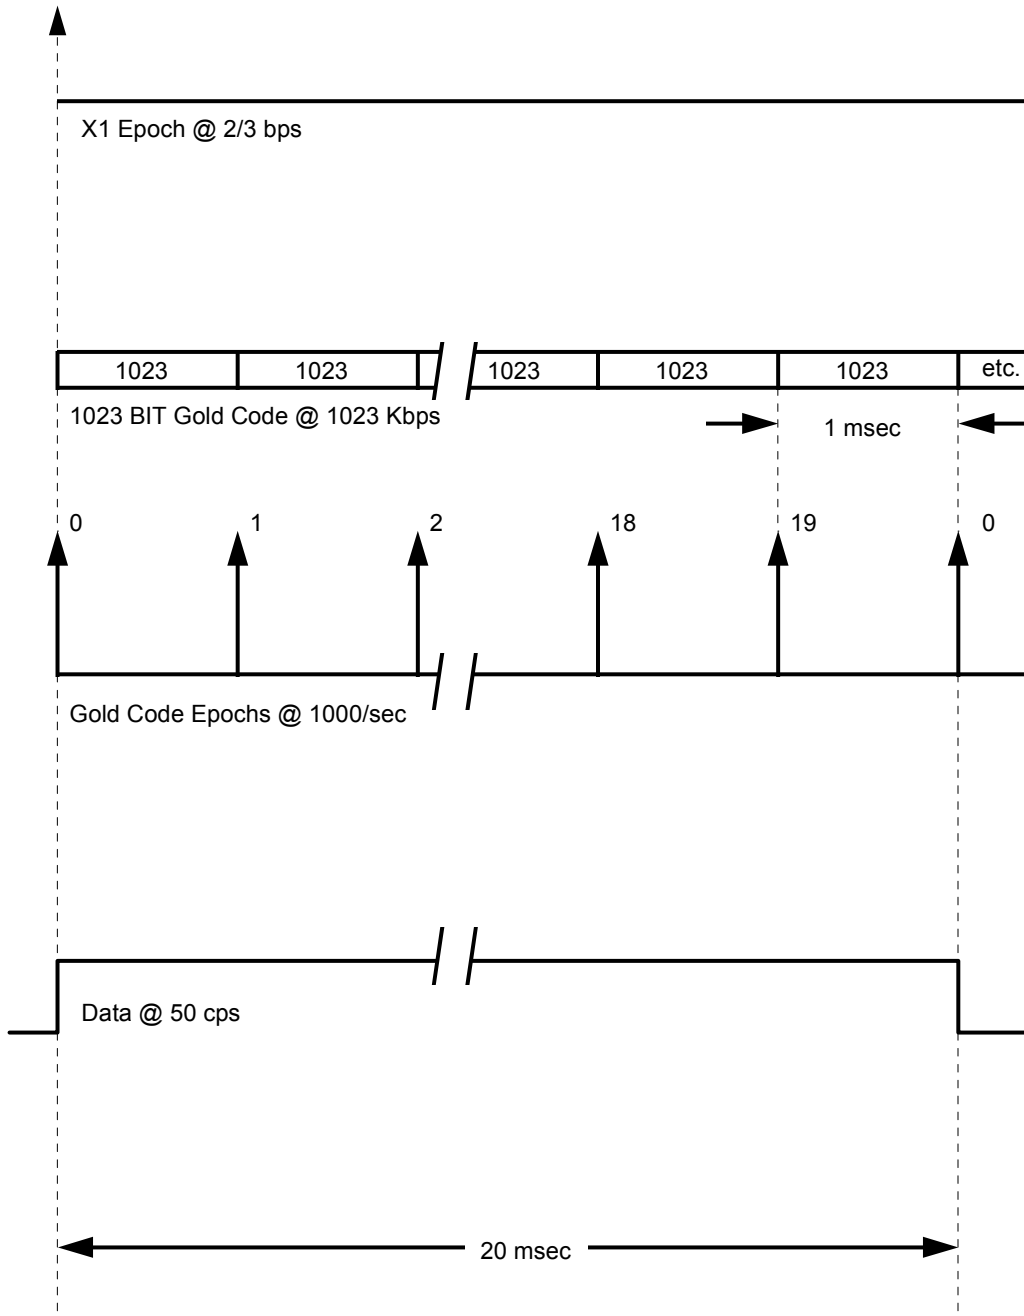 X1 Epoch @ 2/3 bps
1023 1023 1023 1023 1023 etc.
1023 BIT Gold Code @ 1023 Kbps
1 msec
0 1 2 18 19 0
Gold Code Epochs @ 1000/sec
Data @ 50 cps
20 msec